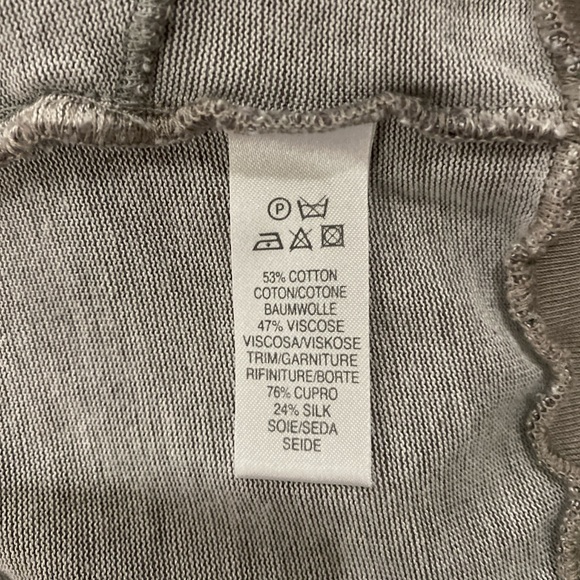 P
53% COTTON
COTON/COTONE
BAUMWOLLE
47% VISCOSE
VISCOSA/VISKOSE
TRIM/GARNITURE
RIFINITURE/BORTE
76% CUPRO
24% SILK
SOIE/SEDA
SEIDE